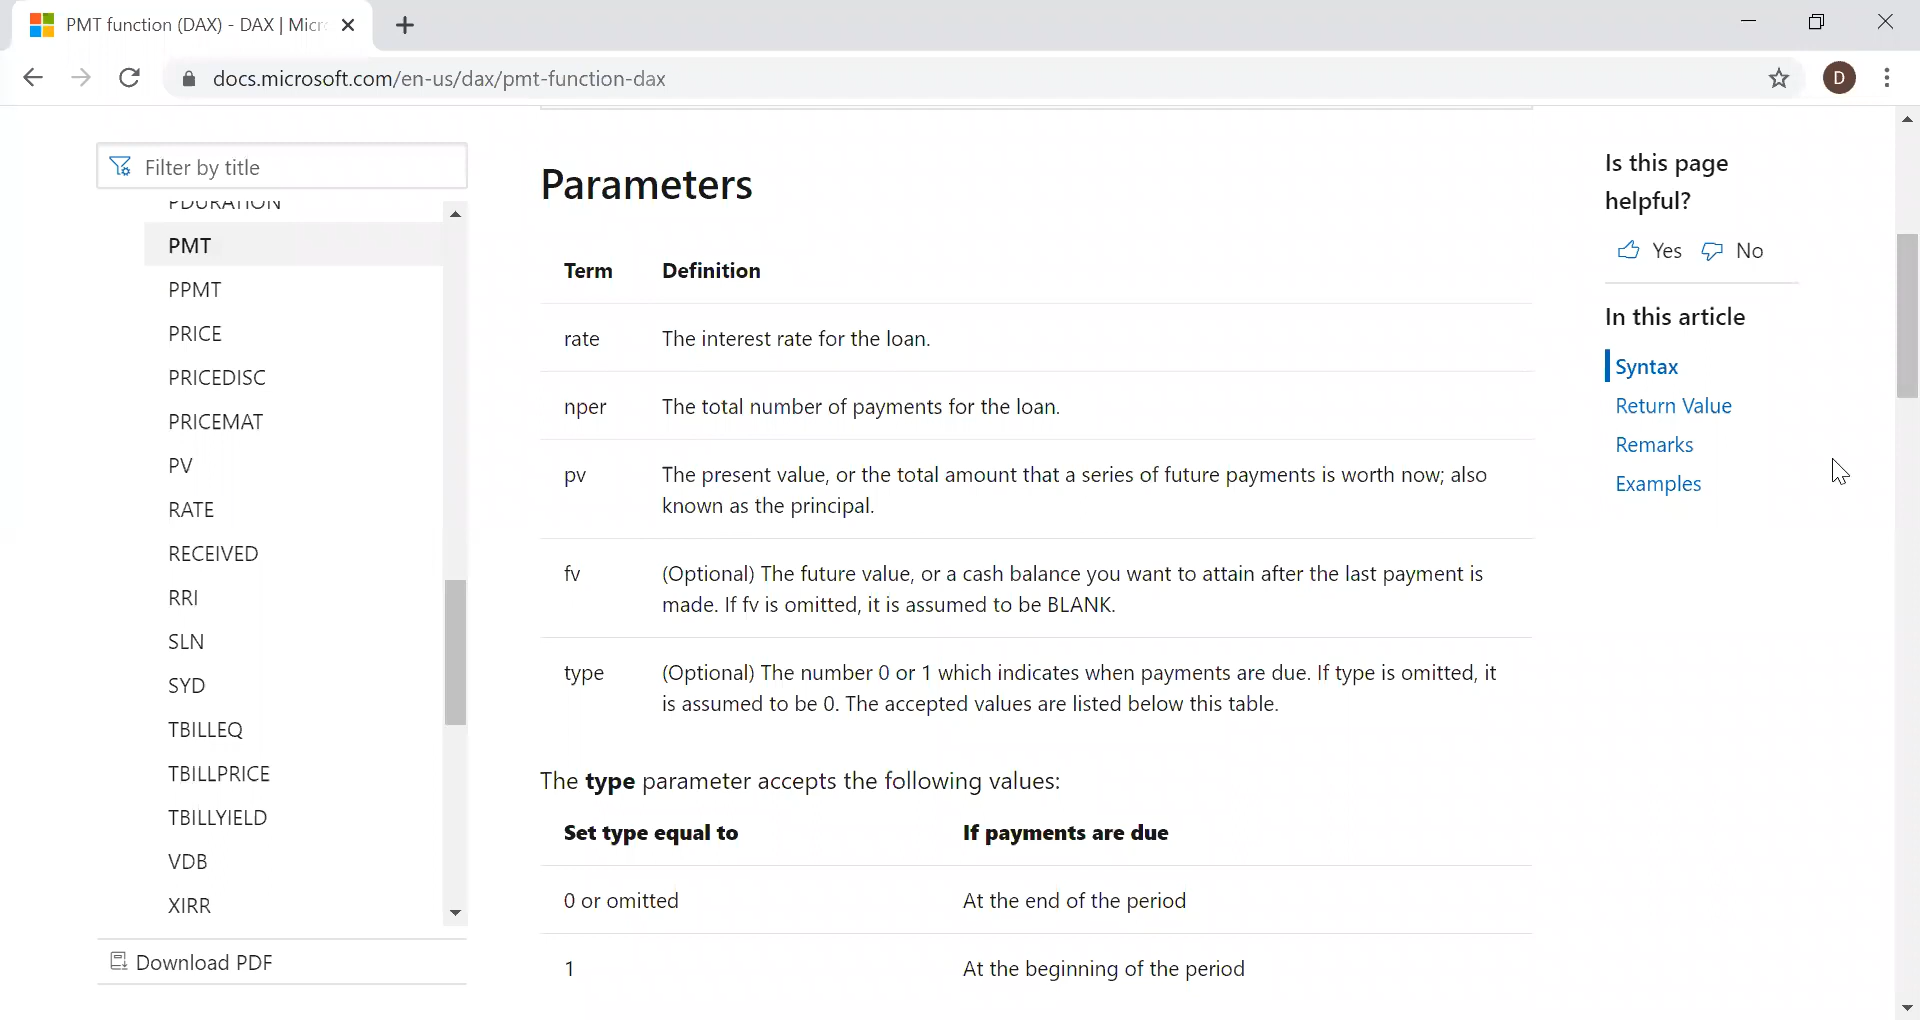 PMT function (DAX) - DAX | Micr
docs.microsoft.com/en-us/dax/pmt-function-dax
D
Filter by title
PDURATION
PMT
PPMT
PRICE
PRICEDISC
PRICEMAT
PV
RATE
RECEIVED
RRI
SLN
SYD
TBILLEQ
TBILLPRICE
TBILLYIELD
VDB
XIRR
Download PDF
Parameters
Term Definition
rate The interest rate for the loan.
nper The total number of payments for the loan.
pv The present value, or the total amount that a series of future payments is worth now; also
known as the principal.
fv (Optional) The future value, or a cash balance you want to attain after the last payment is
made. If fv is omitted, it is assumed to be BLANK.
type (Optional) The number 0 or 1 which indicates when payments are due. If type is omitted, it
is assumed to be 0. The accepted values are listed below this table.
The type parameter accepts the following values:
Set type equal to If payments are due
0 or omitted At the end of the period
1 At the beginning of the period
Is this page
helpful?
Yes No
In this article
Syntax
Return Value
Remarks
Examples